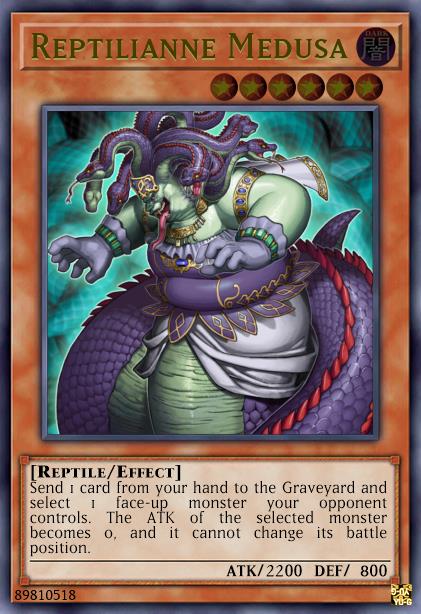 REPTILIANNE MEDUSA
DARK
闇
[REPTILE/EFFECT]
Send 1 card from your hand to the Graveyard and
select 1 face-up monster your opponent
controls. The ATK of the selected monster
becomes 0, and it cannot change its battle
position.
ATK/2200 DEF/ 800
89810518